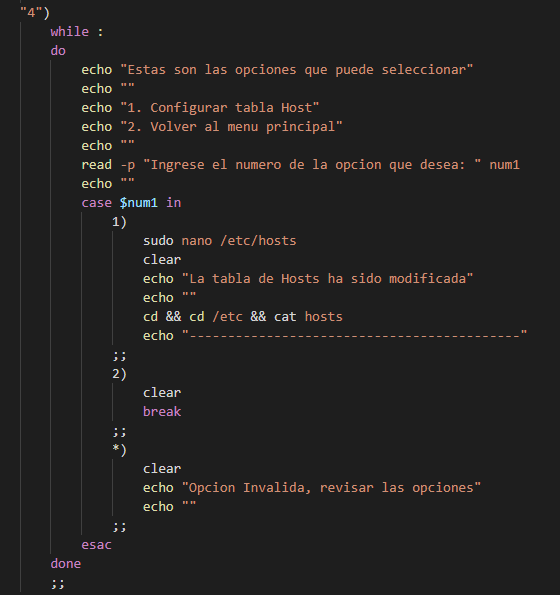 "4")
while :
do
echo "Estas son las opciones que puede seleccionar"
echo ""
echo "1. Configurar tabla Host"
echo "2. Volver al menu principal"
echo ""
read -p "Ingrese el numero de la opcion que desea: " num1
echo ""
case $num1 in
1)
sudo nano /etc/hosts
clear
echo "La tabla de Hosts ha sido modificada"
echo ""
cd && cd /etc && cat hosts
echo "-------------------------------------------"
;;
2)
clear
break
;;
*)
clear
echo "Opcion Invalida, revisar las opciones"
echo ""
;;
esac
done
;;